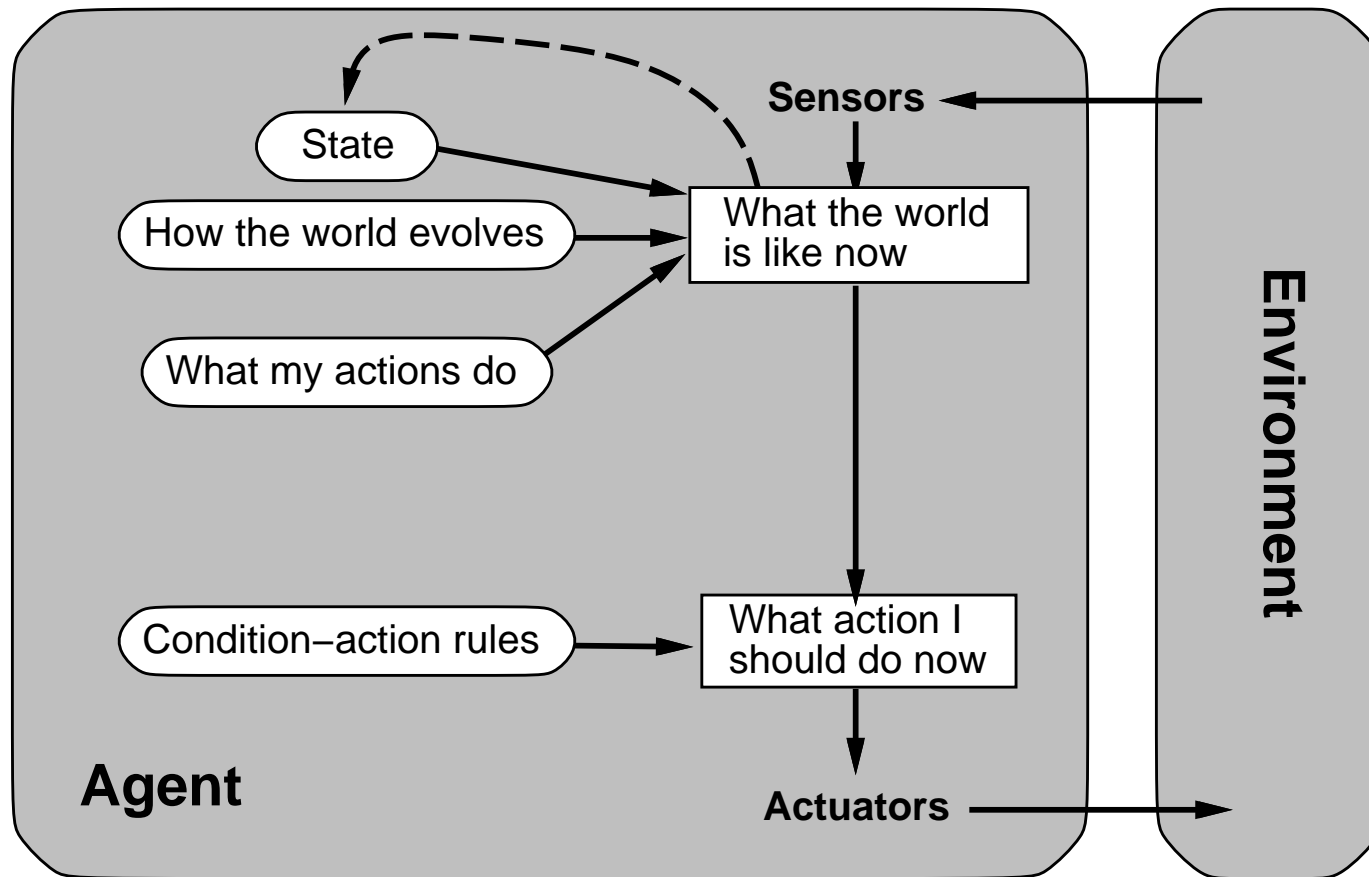 Sensors
State
What the world
is like now
How the world evolves
What my actions do
Environment
Condition−action rules
What action I
should do now
Agent
Actuators